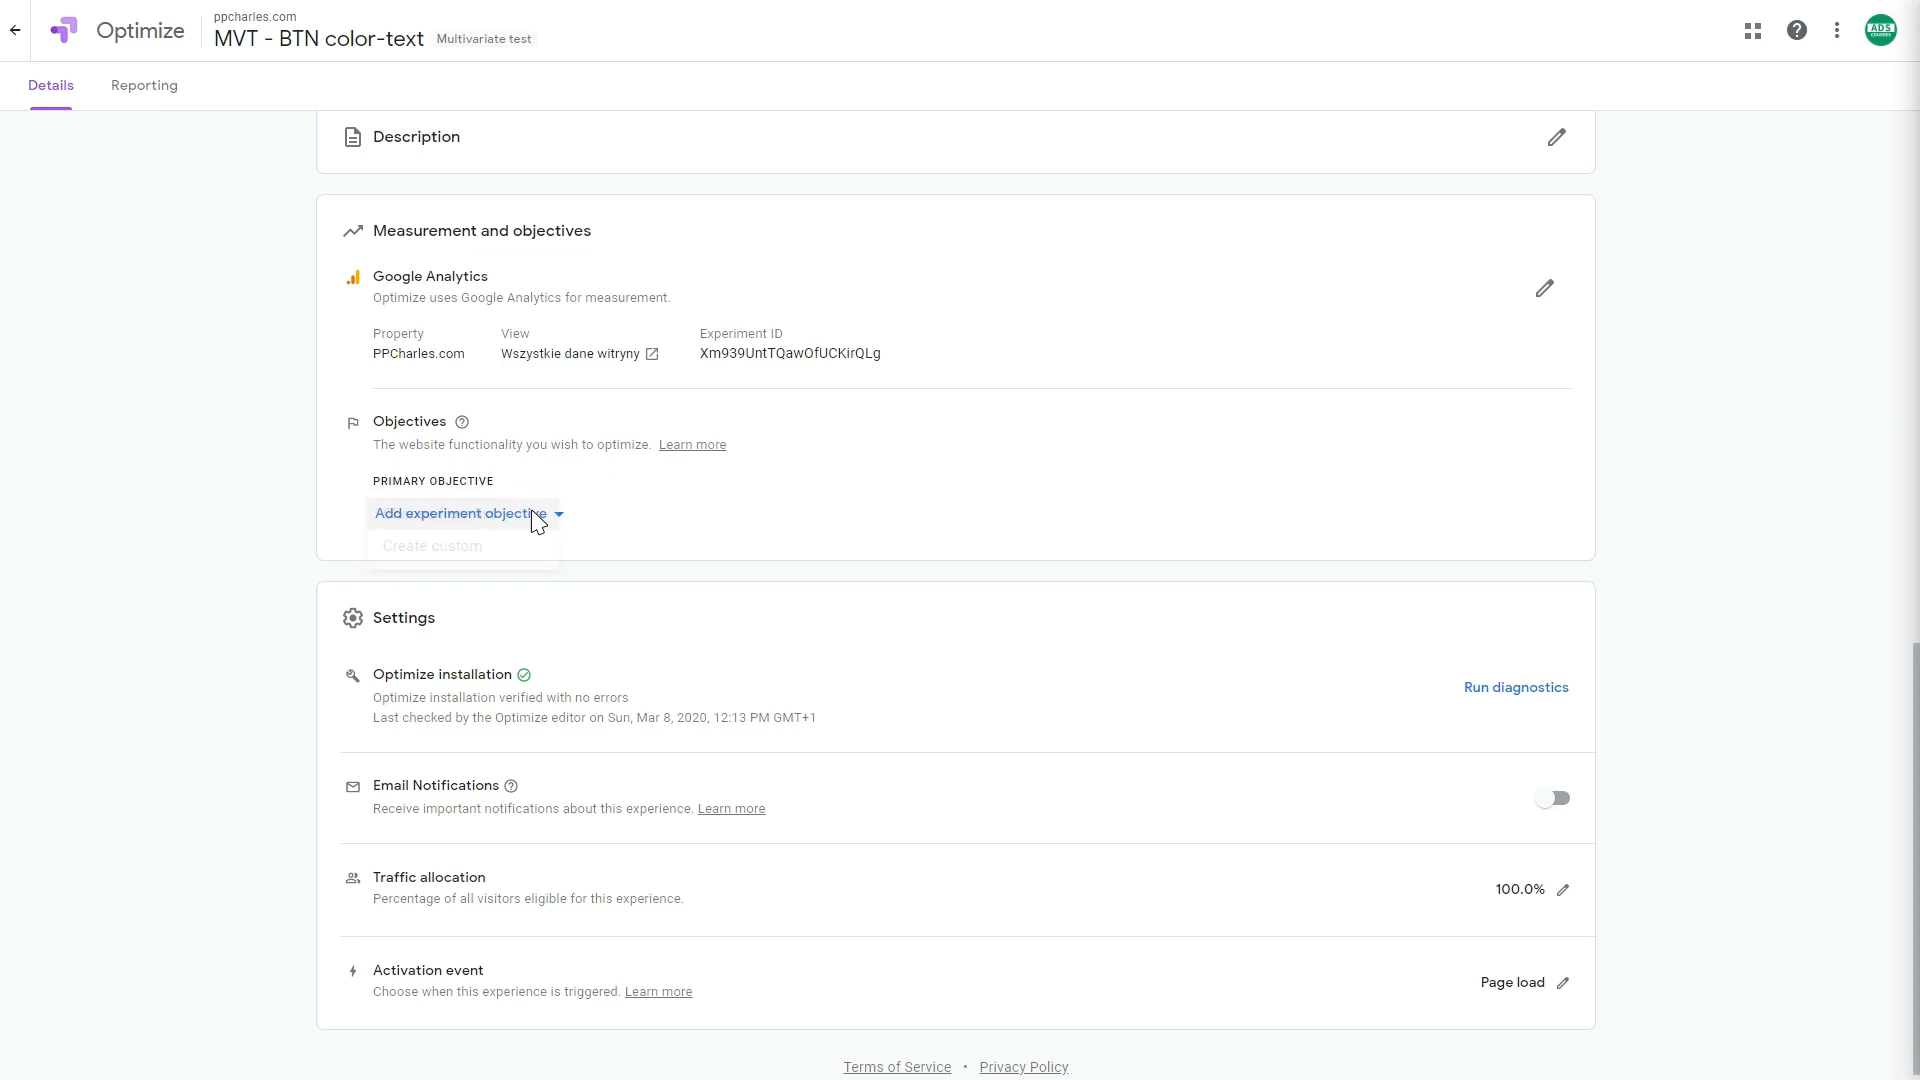 ppcharles.com
Optimize
MVT - BTN color-text Multivariate test
ADS
COURSES
Details Reporting
Description
Measurement and objectives
Google Analytics
Optimize uses Google Analytics for measurement.
Property View Experiment ID
PPCharles.com Wszystkie dane witryny Xm939UntTQawOfUCKirQLg
Objectives
The website functionality you wish to optimize. Learn more
PRIMARY OBJECTIVE
Add experiment objective
Create custom
Settings
Optimize installation
Optimize installation verified with no errors
Last checked by the Optimize editor on Sun, Mar 8, 2020, 12:13 PM GMT+1
Run diagnostics
Email Notifications
Receive important notifications about this experience. Learn more
Traffic allocation
Percentage of all visitors eligible for this experience.
100.0%
Activation event
Choose when this experience is triggered. Learn more
Page load
Terms of Service • Privacy Policy